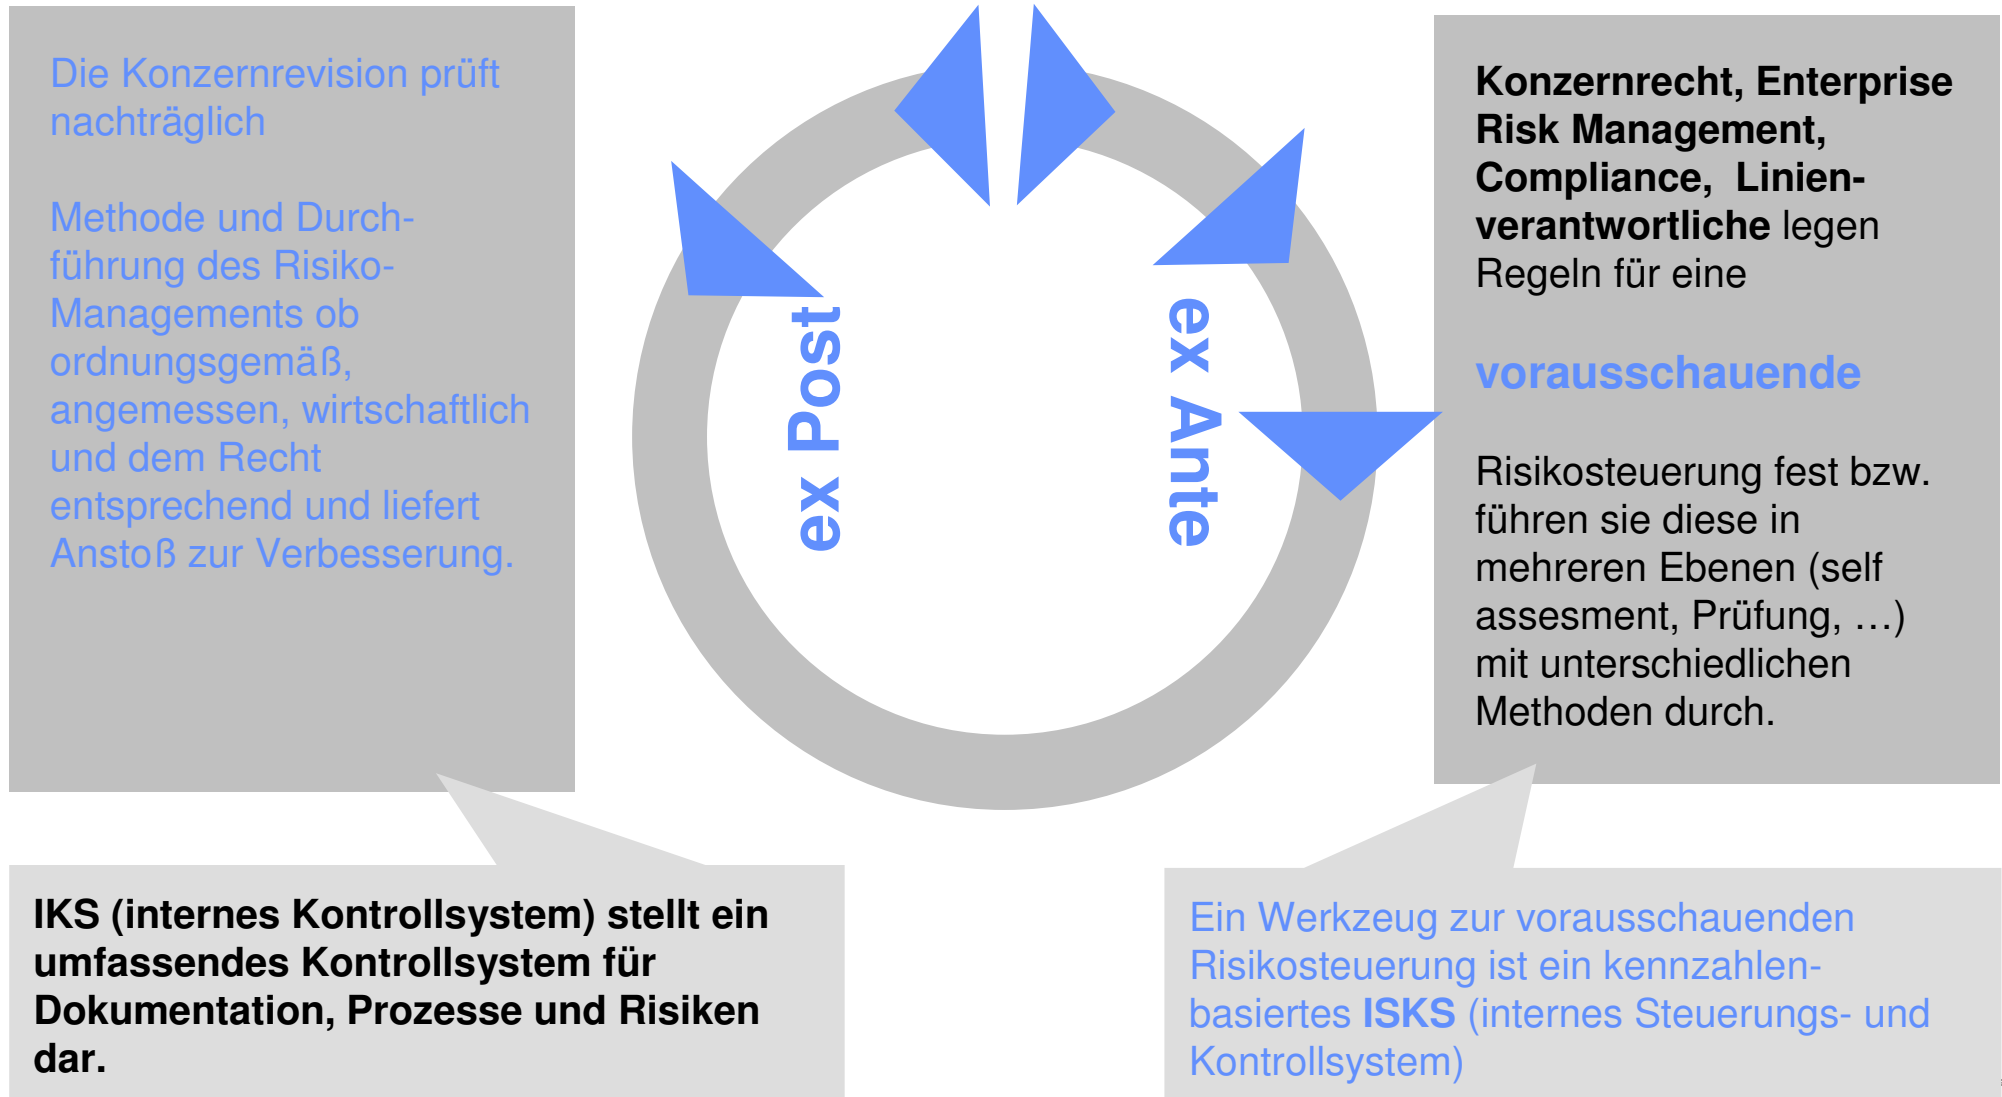 Die Konzernrevision prüft
nachträglich
Methode und Durch-
führung des Risiko-
Managements ob
ordnungsgemäß,
angemessen, wirtschaftlich
und dem Recht
entsprechend und liefert
Anstoß zur Verbesserung.
ex Post
ex Ante
Konzernrecht, Enterprise
Risk Management,
Compliance, Linien-
verantwortliche legen
Regeln für eine
vorausschauende
Risikosteuerung fest bzw.
führen sie diese in
mehreren Ebenen (self
assesment, Prüfung, …)
mit unterschiedlichen
Methoden durch.
IKS (internes Kontrollsystem) stellt ein
umfassendes Kontrollsystem für
Dokumentation, Prozesse und Risiken
dar.
Ein Werkzeug zur vorausschauenden
Risikosteuerung ist ein kennzahlen-
basiertes ISKS (internes Steuerungs- und
Kontrollsystem)